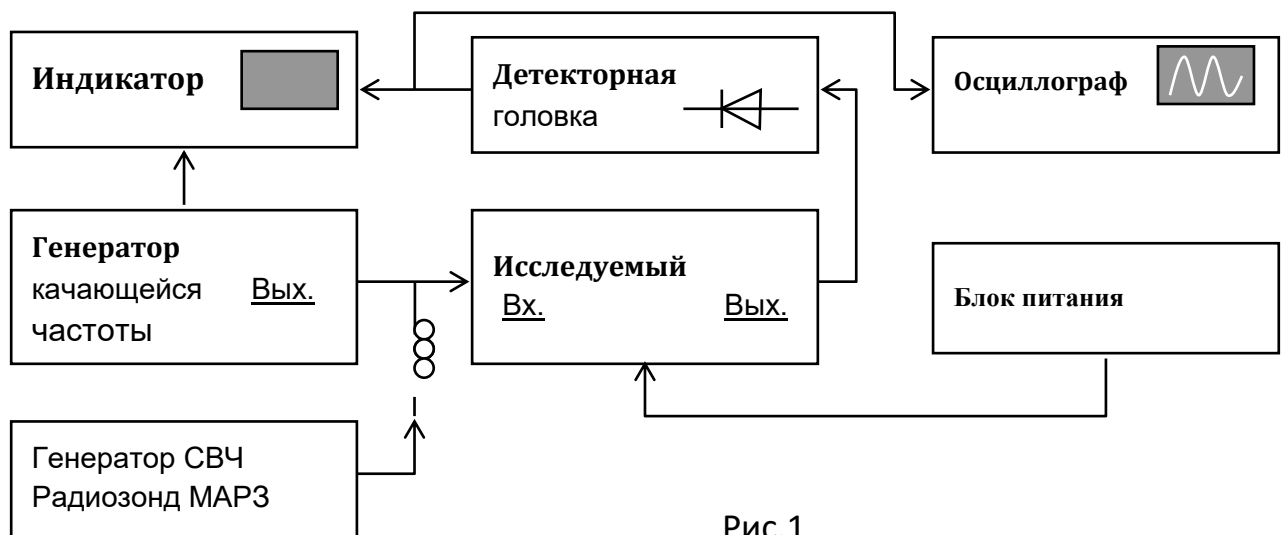 Индикатор
Детекторная
головка
Осциллограф
Генератор
качающейся Вых.
частоты
Исследуемый
Вх. Вых.
Блок питания
Генератор СВЧ
Радиозонд МАРЗ
Рис.1